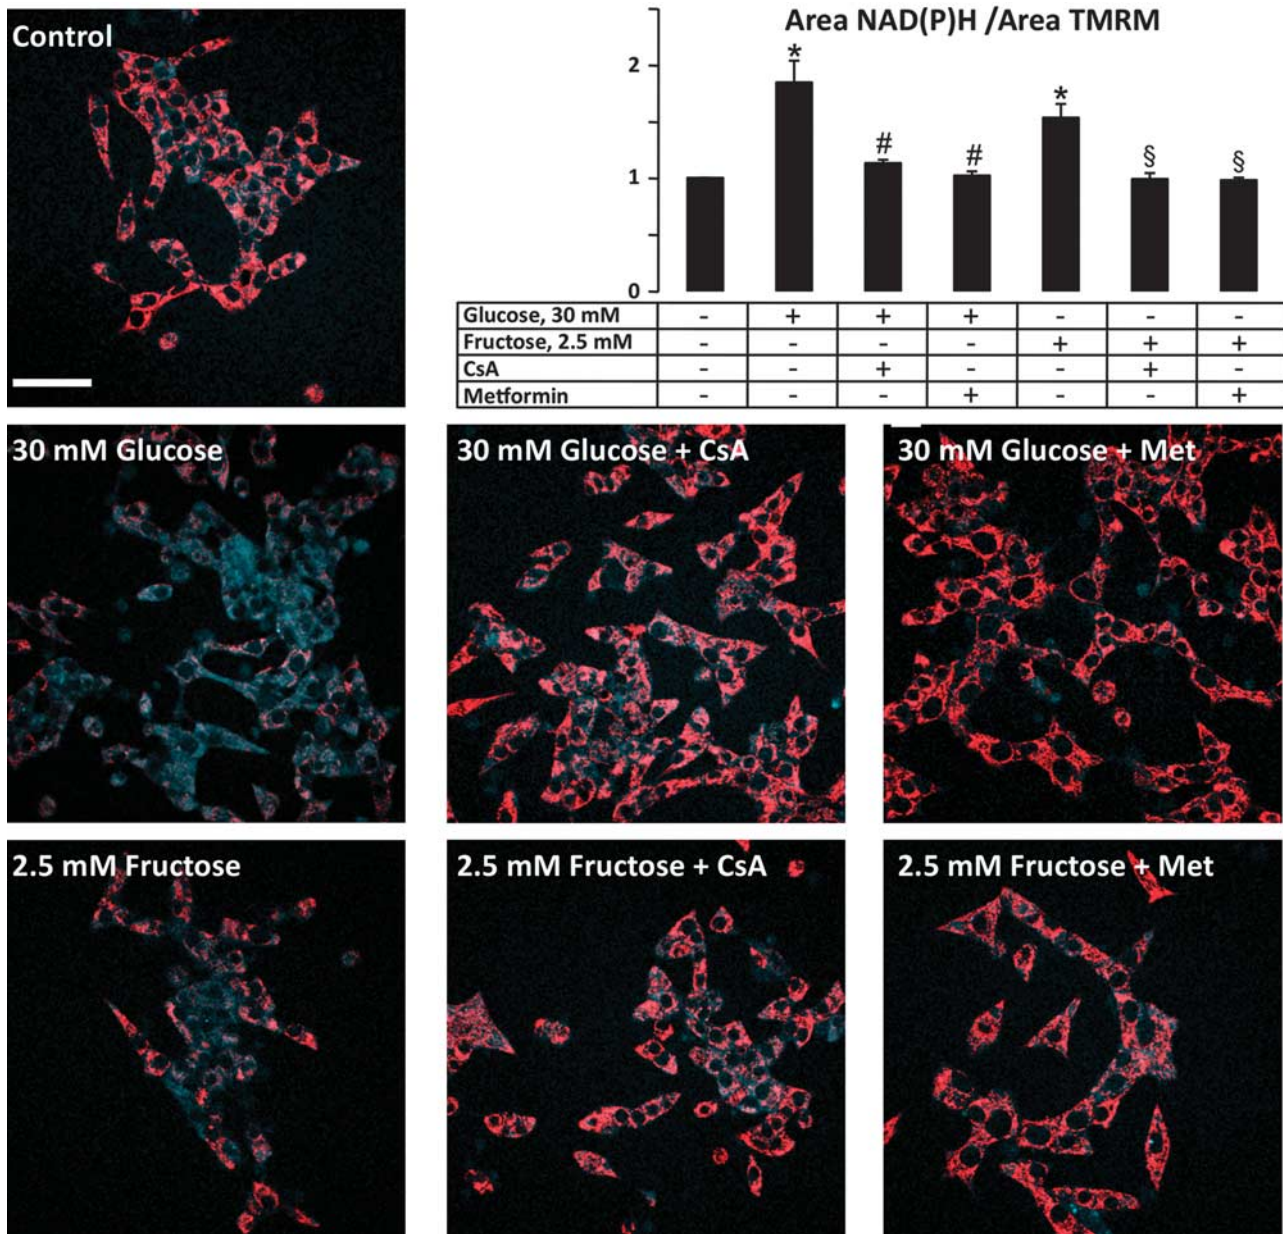 Control
Area NAD(P)H /Area TMRM
2
1
0
*
#
#
*
§
§
Glucose, 30 mM - + + + - - -
Fructose, 2.5 mM - - - - + + +
CsA - - + - - + -
Metformin - - - + - - +
30 mM Glucose
30 mM Glucose + CsA
30 mM Glucose + Met
2.5 mM Fructose
2.5 mM Fructose + CsA
2.5 mM Fructose + Met